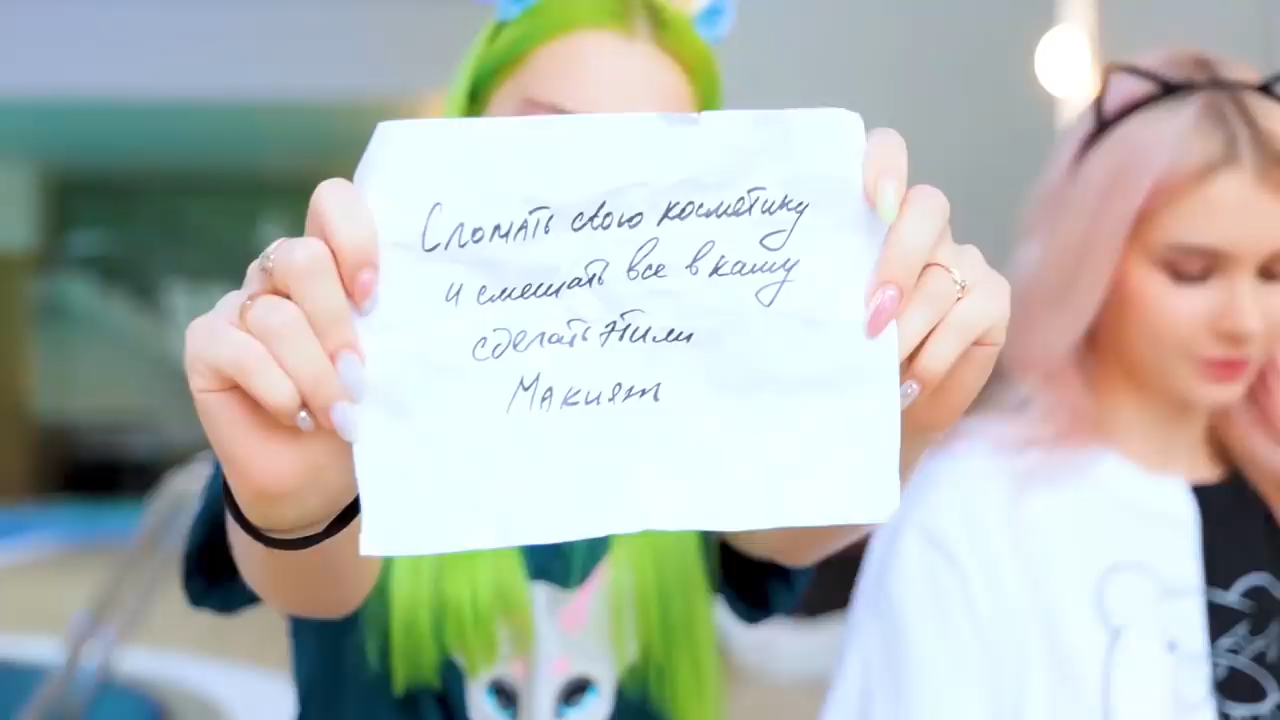 Сломать свою косметику
и смешать все в кашу
сделать этим
Макияж